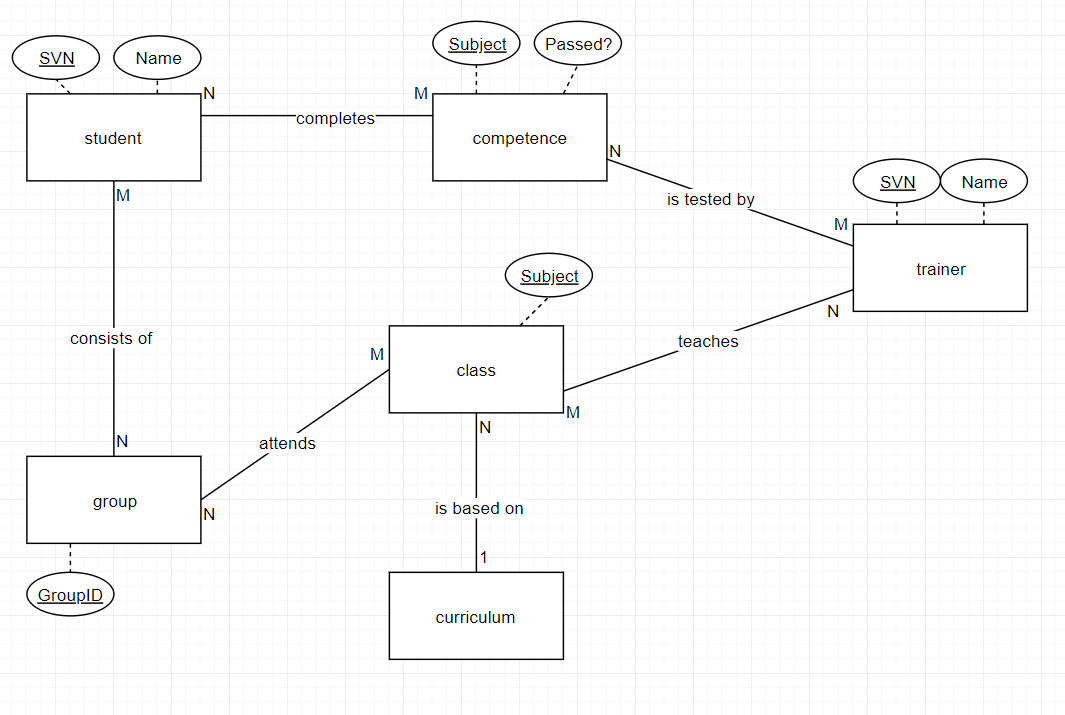 SVN
Name
Subject
Passed?
N
M
student
completes
competence
N
M
is tested by
SVN
Name
M
trainer
Subject
N
consists of
teaches
M
class
M
N
attends
N
group
N
is based on
1
GroupID
curriculum